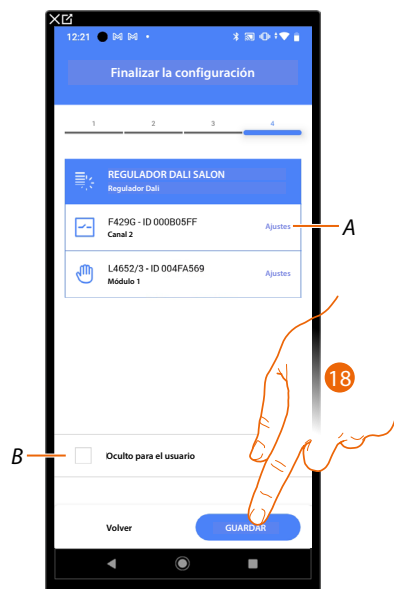 12:21
Finalizar la configuración
1 2 3 4
REGULADOR DALI SALON
Regulador Dali
F429G - ID 000B05FF
Canal 2
Ajustes
A
L4652/3 - ID 004FA569
Módulo 1
Ajustes
18
B
Oculto para el usuario
Volver
GUARDAR